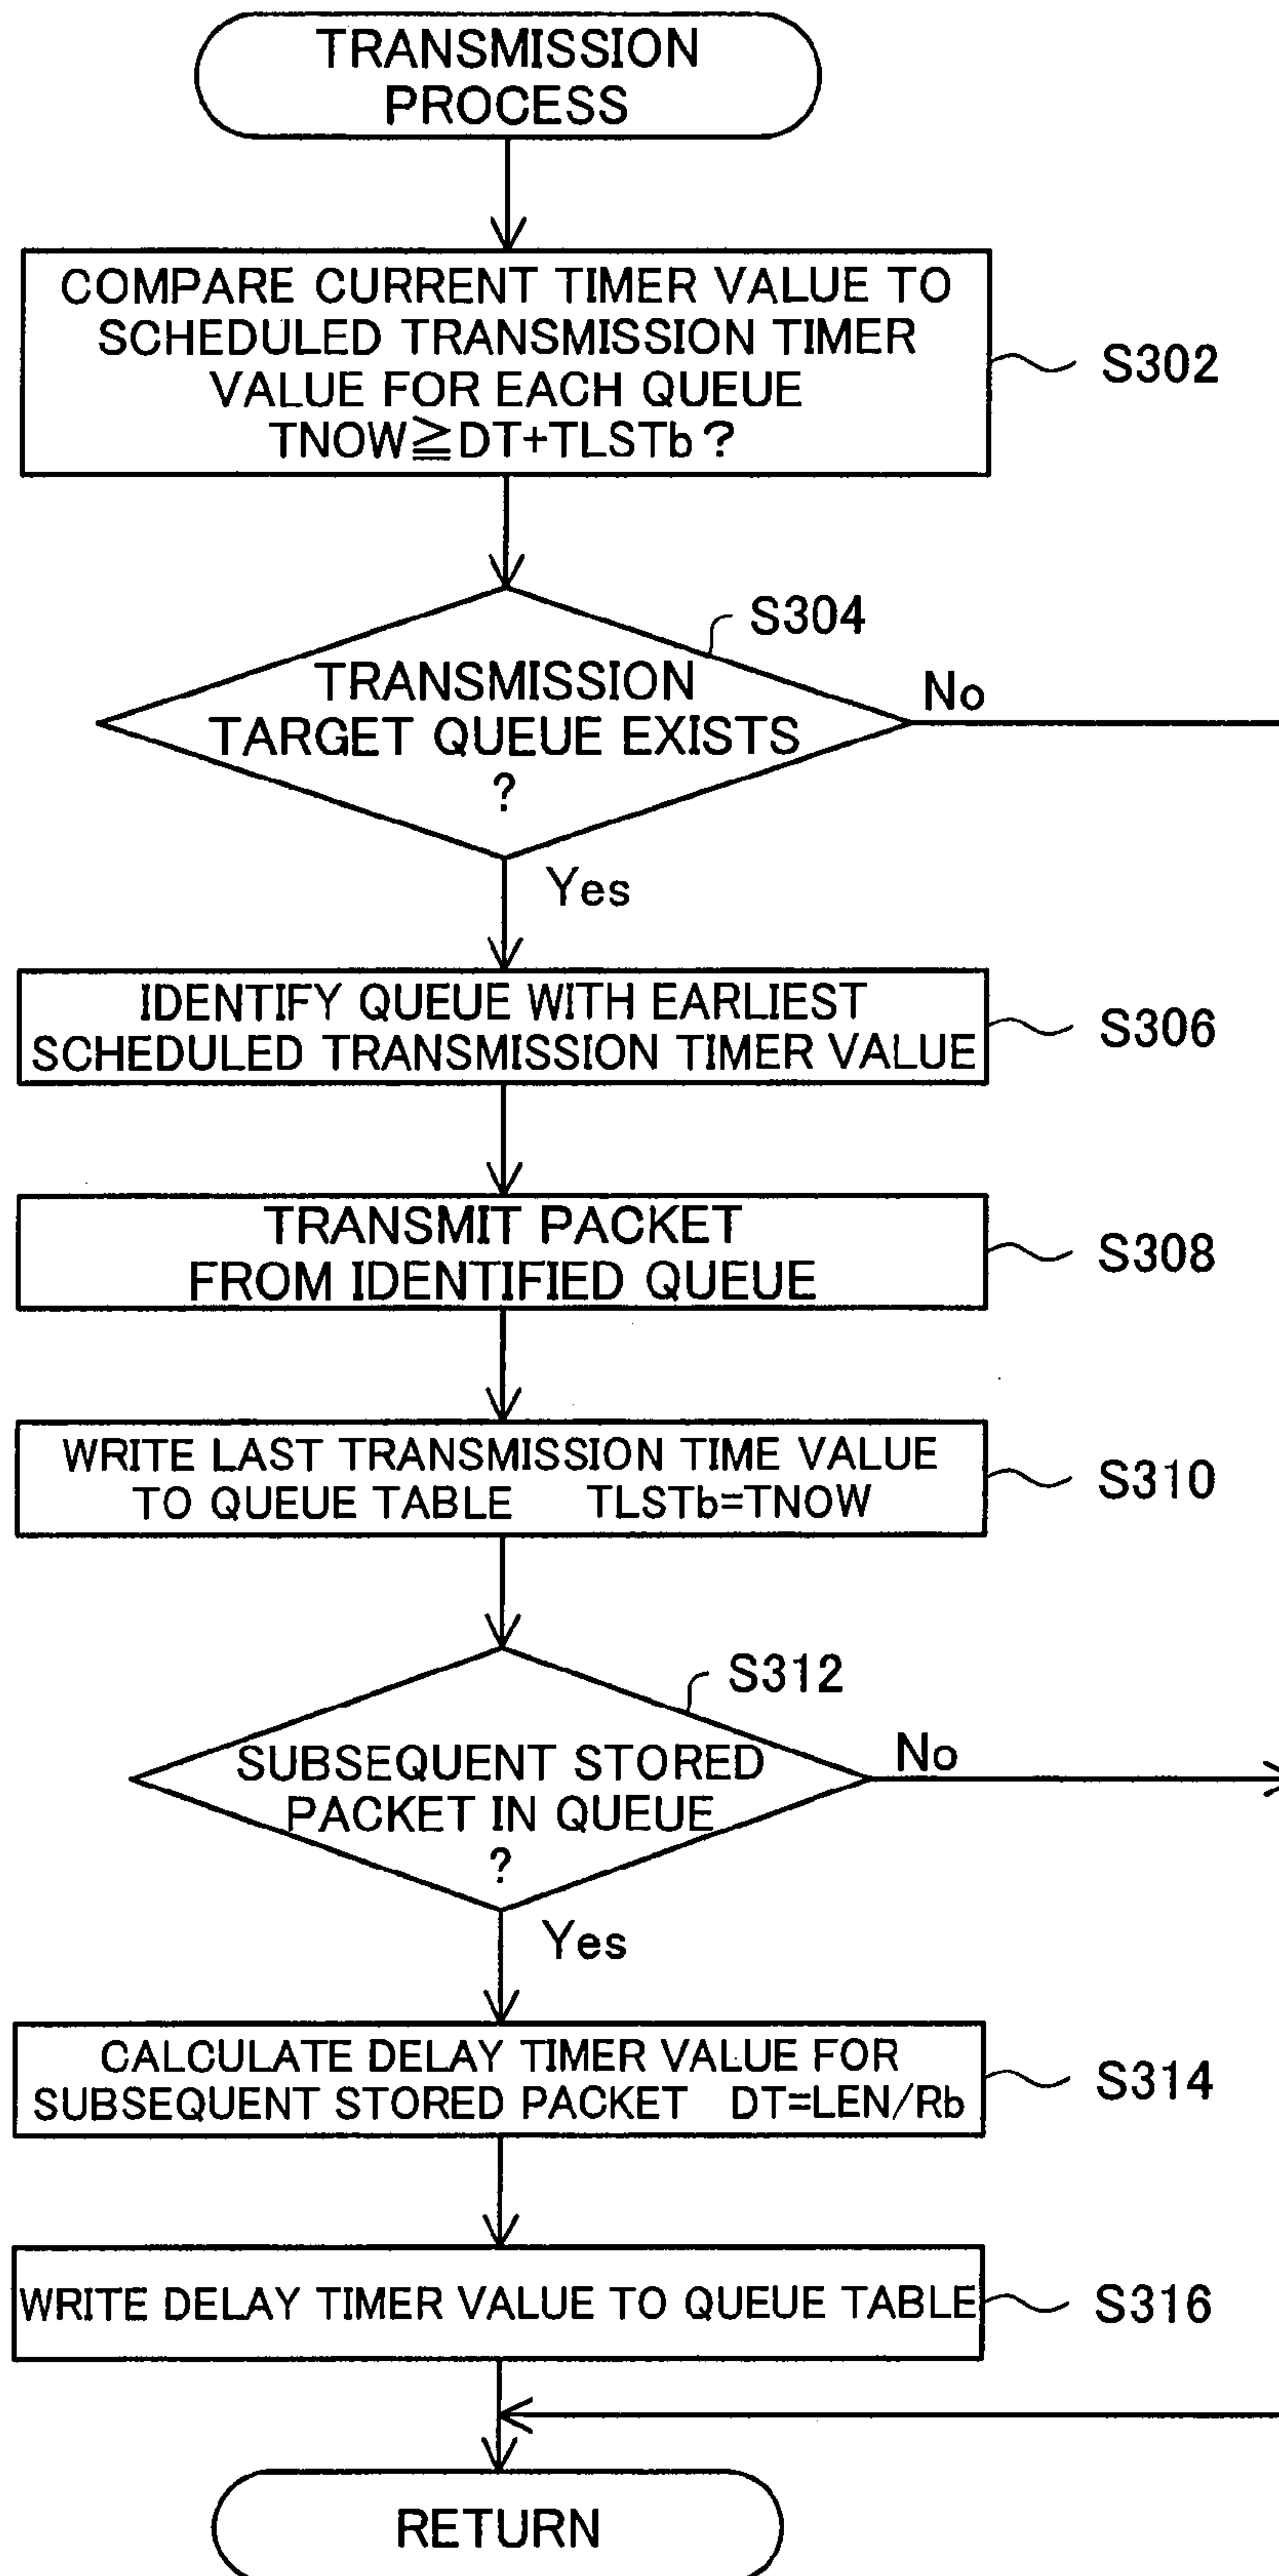 TRANSMISSION
PROCESS
COMPARE CURRENT TIMER VALUE TO
SCHEDULED TRANSMISSION TIMER
VALUE FOR EACH QUEUE
TNOW≧DT+TLSTb?
S302
S304
TRANSMISSION
TARGET QUEUE EXISTS
?
No
Yes
IDENTIFY QUEUE WITH EARLIEST
SCHEDULED TRANSMISSION TIMER VALUE
S306
TRANSMIT PACKET
FROM IDENTIFIED QUEUE
S308
WRITE LAST TRANSMISSION TIME VALUE
TO QUEUE TABLE TLSTb=TNOW
S310
S312
SUBSEQUENT STORED
PACKET IN QUEUE
?
No
Yes
CALCULATE DELAY TIMER VALUE FOR
SUBSEQUENT STORED PACKET DT=LEN/Rb
S314
WRITE DELAY TIMER VALUE TO QUEUE TABLE
S316
RETURN